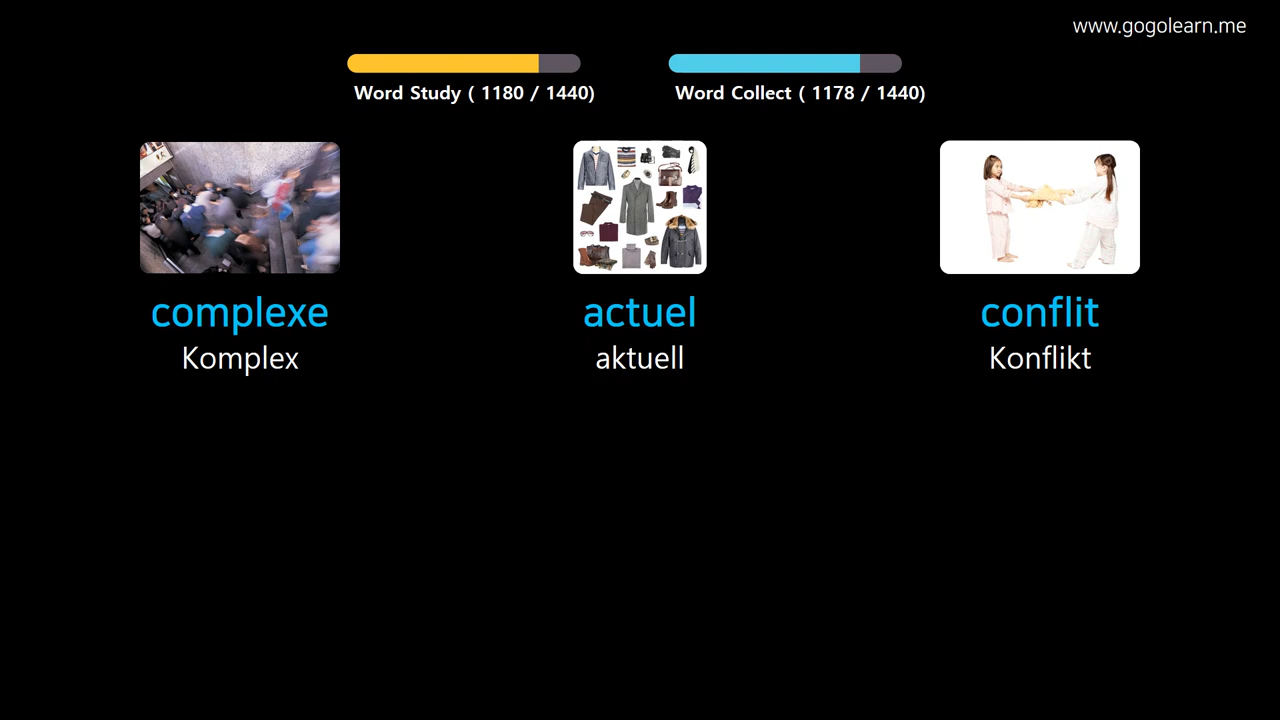 www.gogolearn.me
Word Study ( 1180 / 1440)
Word Collect ( 1178 / 1440)
complexe
Komplex
actuel
aktuell
conflit
Konflikt